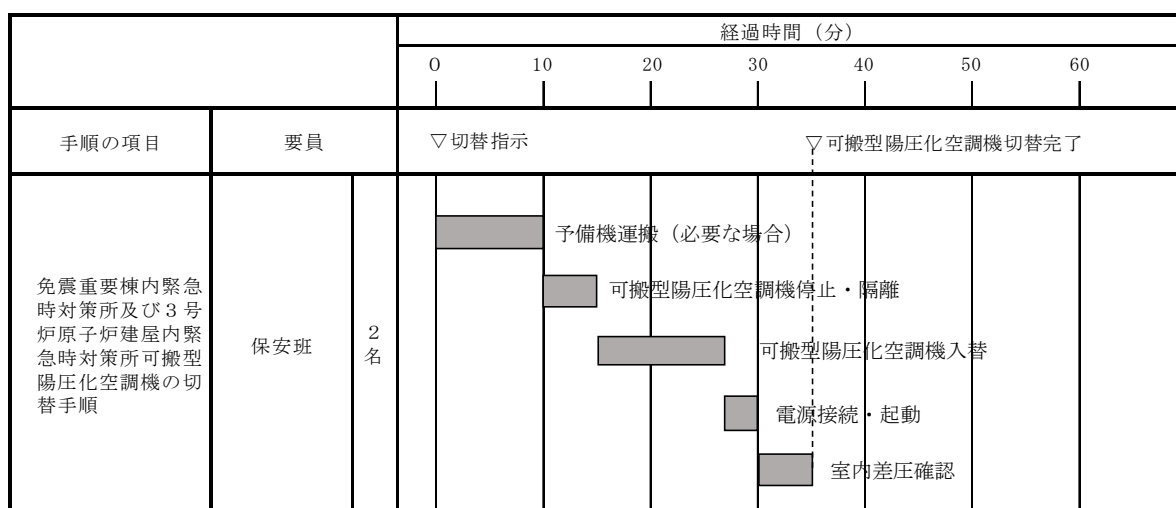 経過時間（分）
0 10 20 30 40 50 60
手順の項目 要員 ▽切替指示 ▽可搬型陽圧化空調機切替完了
予備機運搬（必要な場合）
可搬型陽圧化空調機停止・隔離
可搬型陽圧化空調機入替
電源接続・起動
室内差圧確認
免震重要棟内緊急
時対策所及び３号
炉原子炉建屋内緊
急時対策所可搬型
陽圧化空調機の切
替手順
保安班
２
名